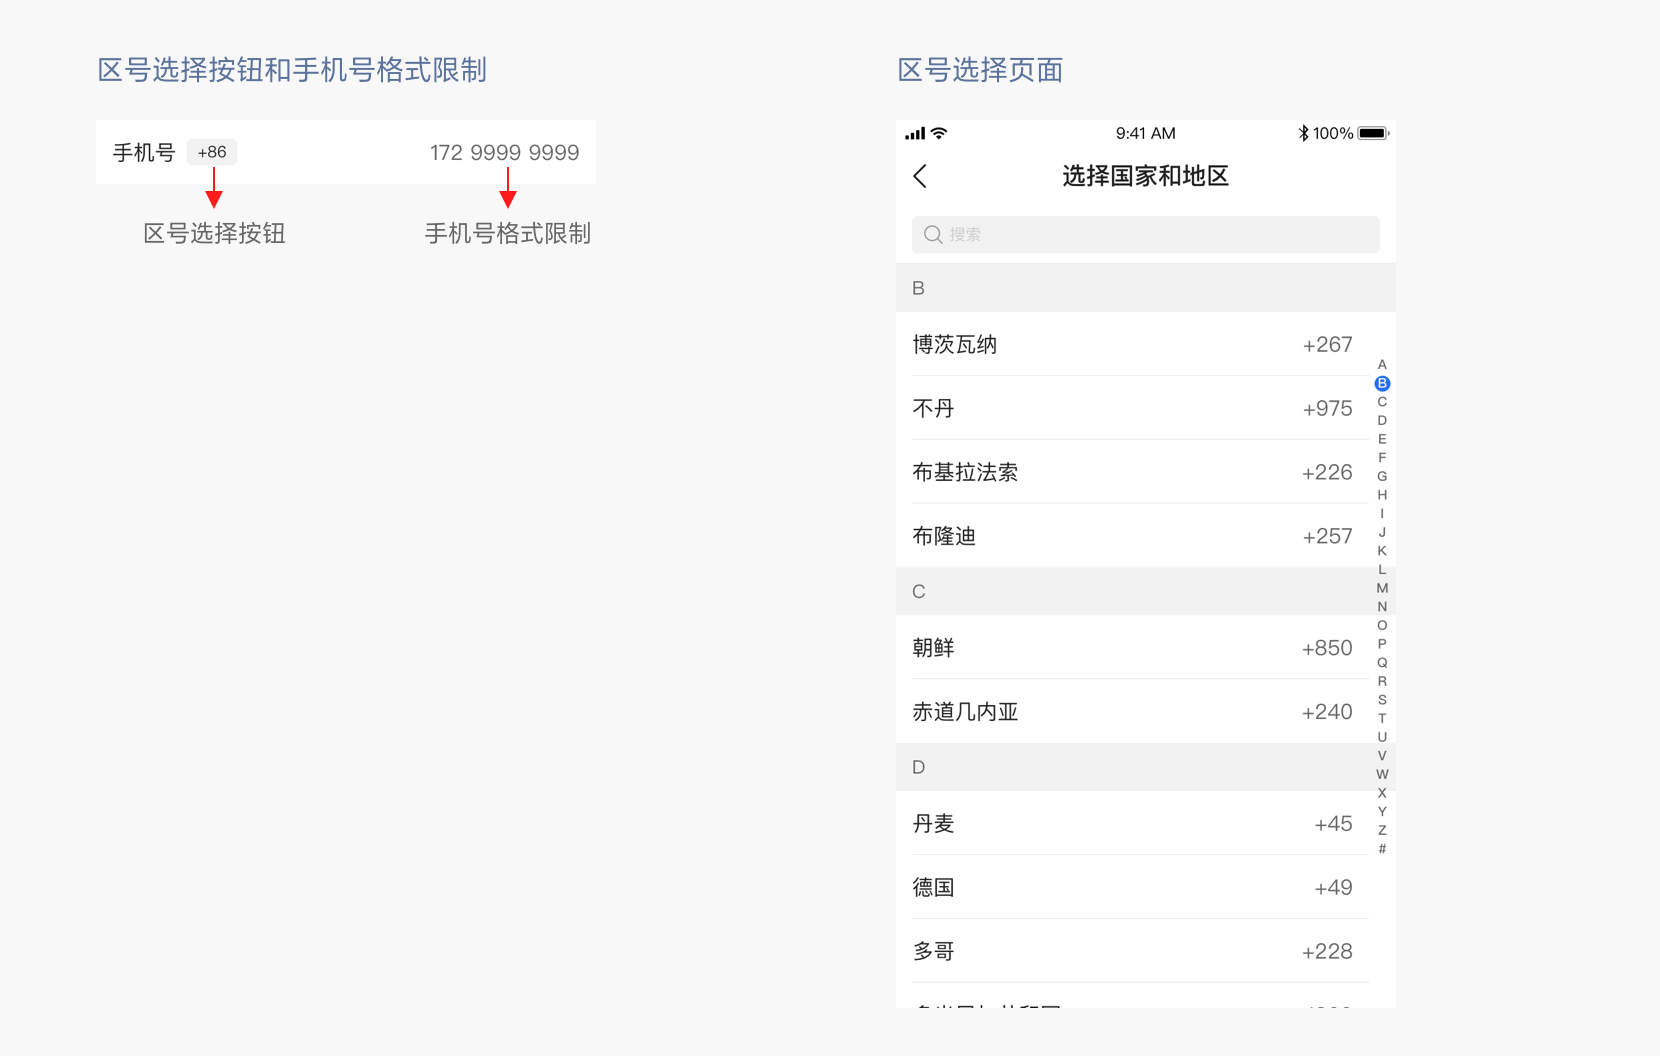 区号选择按钮和手机号格式限制
手机号 +86 172 9999 9999
区号选择按钮 手机号格式限制
区号选择页面
9:41 AM 100%
选择国家和地区
搜索
B
博茨瓦纳 +267
不丹 +975
布基拉法索 +226
布隆迪 +257
C
朝鲜 +850
赤道几内亚 +240
D
丹麦 +45
德国 +49
多哥 +228
A
B
C
D
E
F
G
H
I
J
K
L
M
N
O
P
Q
R
S
T
U
V
W
X
Y
Z
#